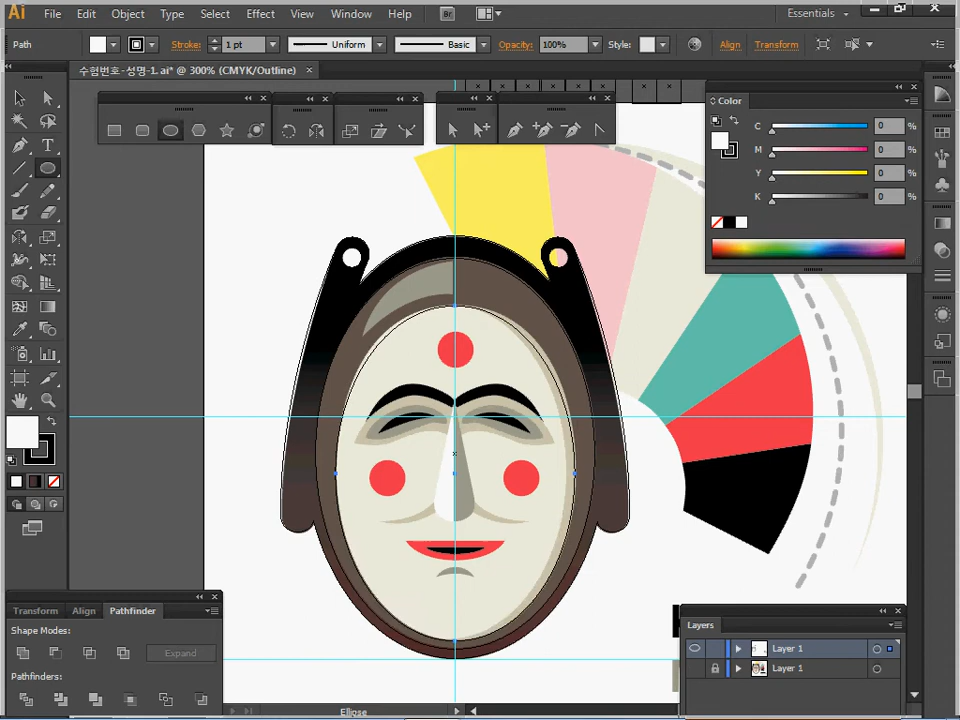 Ai File Edit Object Type Select Effect View Window Help Br Essentials
Path Stroke: 1 pt Uniform Basic Opacity: 100% Style: Align Transform
수험번호-성명-1. ai* @ 300% (CMYK/Outline)
Color
C 0 %
M 0 %
Y 0 %
K 0 %
Transform Align Pathfinder
Shape Modes:
Expand
Pathfinders:
Layers
Layer 1
Layer 1
Ellipse